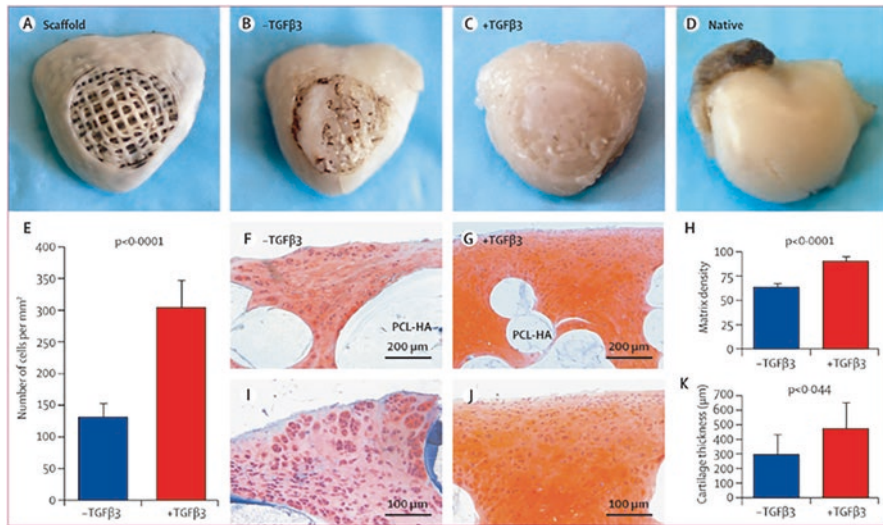 A Scaffold
B −TGFβ3
C +TGFβ3
D Native
E
p<0·0001
Number of cells per mm²
400
350
300
250
200
150
100
50
0
−TGFβ3
+TGFβ3
F −TGFβ3
PCL-HA
200 µm
G +TGFβ3
PCL-HA
200 µm
H
p<0·0001
Matrix density
100
75
50
25
0
−TGFβ3
+TGFβ3
I
100 µm
J
100 µm
K
p<0·044
Cartilage thickness (µm)
700
600
500
400
300
200
100
0
−TGFβ3
+TGFβ3